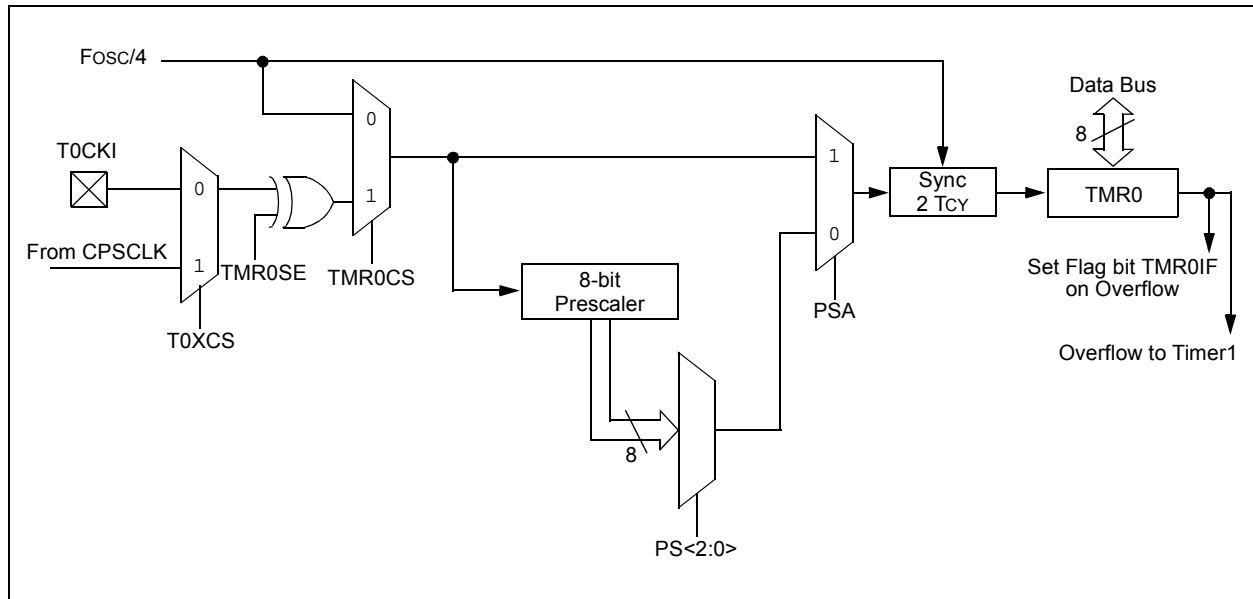 FOSC/4
Data Bus
8
T0CKI
0
1
0
1
Sync
2 TCY
TMR0
0
1
From CPSCLK
TMR0SE
TMR0CS
8-bit
Prescaler
0
PSA
Set Flag bit TMR0IF
on Overflow
T0XCS
Overflow to Timer1
8
PS<2:0>